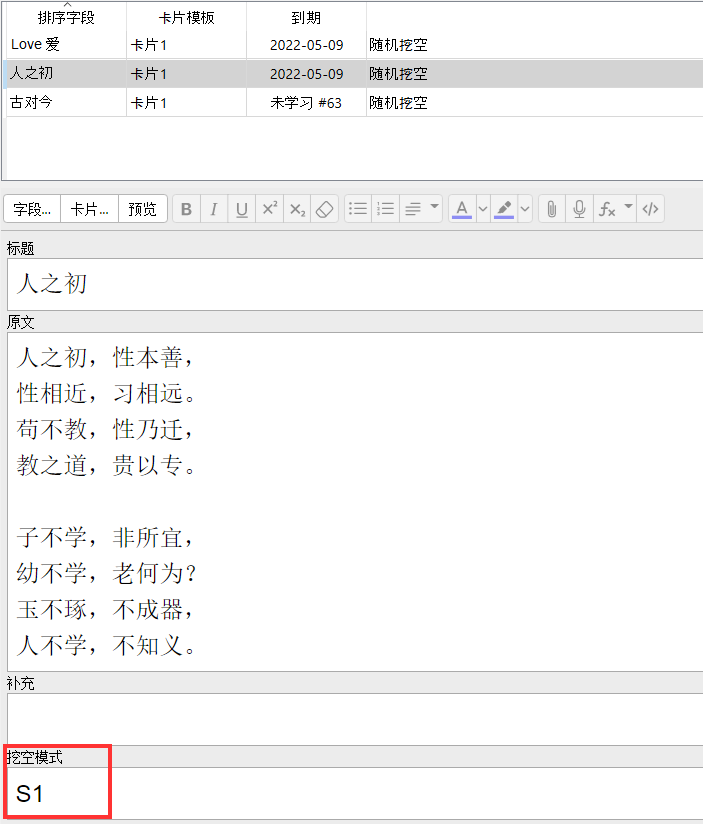 排序字段 卡片模板 到期
Love 爱 卡片1 2022-05-09 随机挖空
人之初 卡片1 2022-05-09 随机挖空
古对今 卡片1 未学习 #63 随机挖空
字段... 卡片... 预览 B I U x² x₂ A fx </>
标题
人之初
原文
人之初，性本善，
性相近，习相远。
苟不教，性乃迁，
教之道，贵以专。
子不学，非所宜，
幼不学，老何为？
玉不琢，不成器，
人不学，不知义。
补充
挖空模式
S1